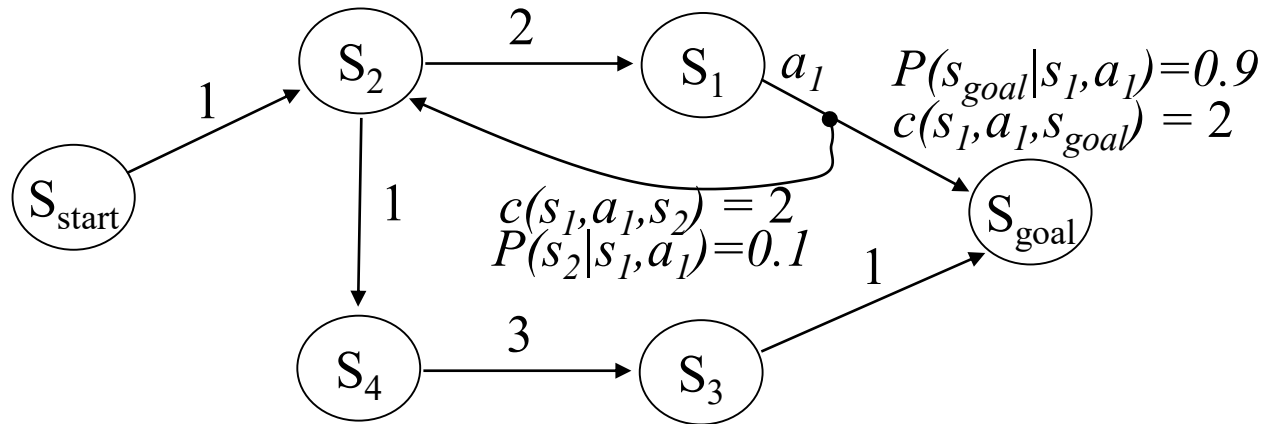 2
S2
S1
a1
P(sgoal|s1,a1)=0.9
1
c(s1,a1,sgoal) = 2
Sstart
1
c(s1,a1,s2) = 2
Sgoal
P(s2|s1,a1)=0.1
1
3
S4
S3